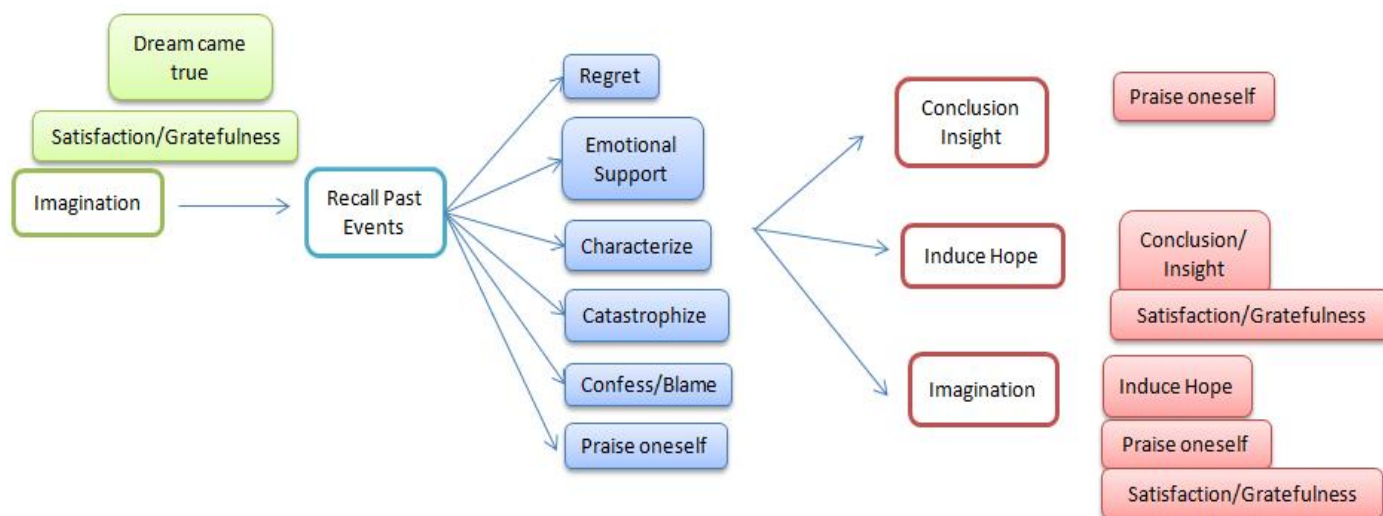 Dream came
true
Satisfaction/Gratefulness
Imagination
Recall Past
Events
Regret
Emotional
Support
Characterize
Catastrophize
Confess/Blame
Praise oneself
Conclusion
Insight
Praise oneself
Induce Hope
Conclusion/
Insight
Satisfaction/Gratefulness
Imagination
Induce Hope
Praise oneself
Satisfaction/Gratefulness